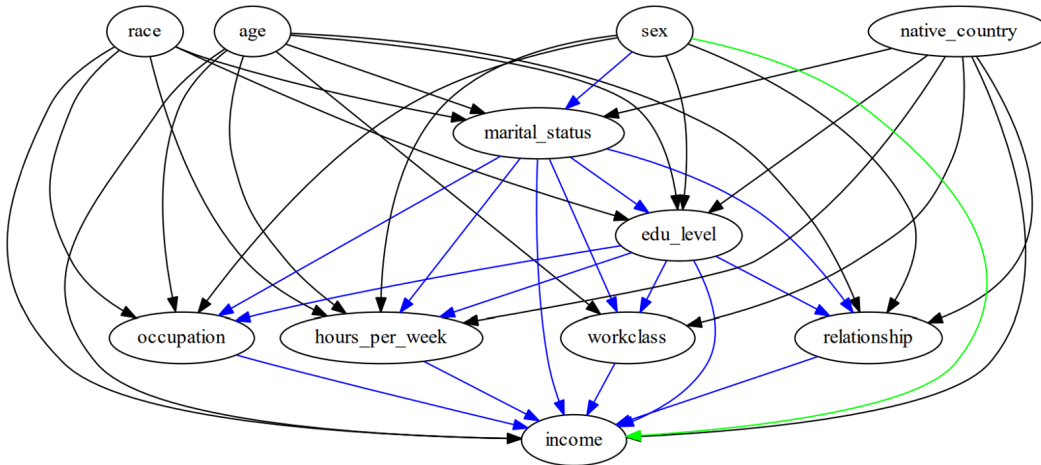 race age sex native_country
marital_status
edu_level
occupation hours_per_week workclass relationship
income